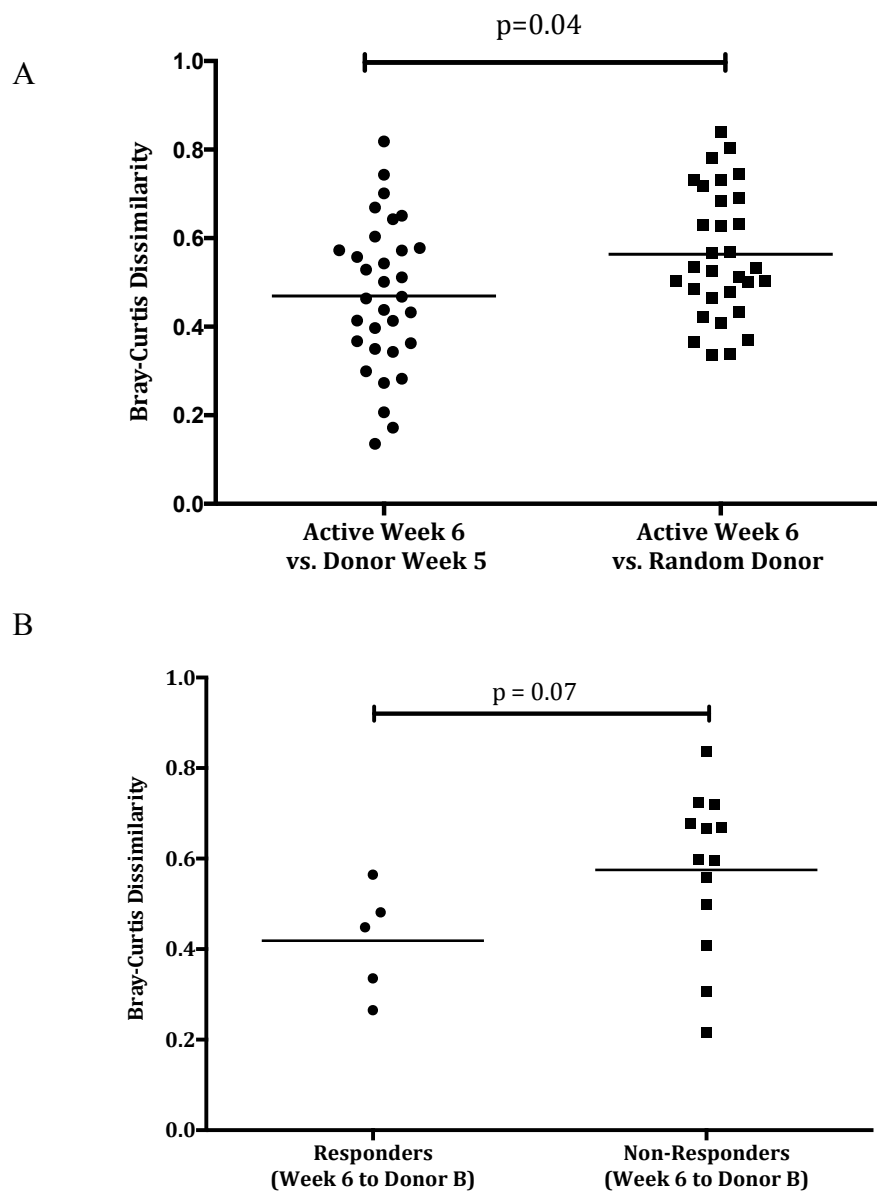 A
p=0.04
Bray-Curtis Dissimilarity
1.0
0.8
0.6
0.4
0.2
0.0
Active Week 6
vs. Donor Week 5
Active Week 6
vs. Random Donor
B
p = 0.07
Bray-Curtis Dissimilarity
1.0
0.8
0.6
0.4
0.2
0.0
Responders
(Week 6 to Donor B)
Non-Responders
(Week 6 to Donor B)